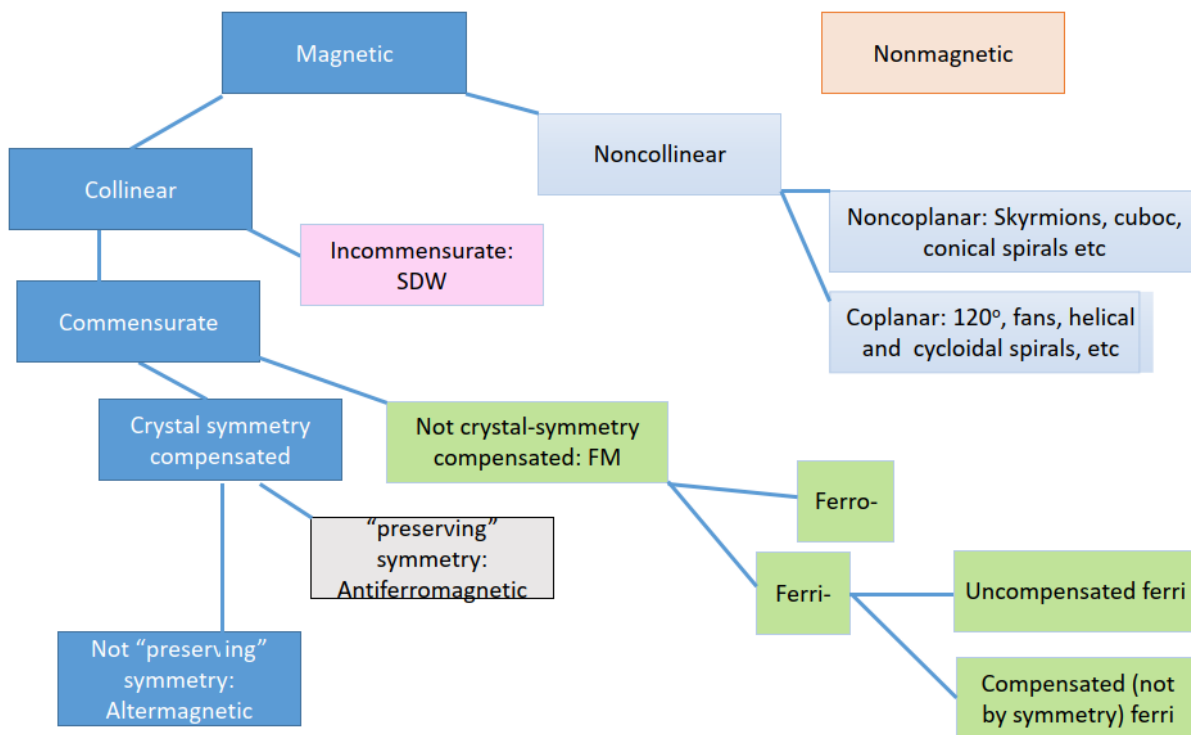 Magnetic
Nonmagnetic
Noncollinear
Collinear
Noncoplanar: Skyrmions, cuboc,
conical spirals etc
Incommensurate:
SDW
Coplanar: 120°, fans, helical
and cycloidal spirals, etc
Commensurate
Crystal symmetry
compensated
Not crystal-symmetry
compensated: FM
Ferro-
"preserving"
symmetry:
Antiferromagnetic
Ferri-
Uncompensated ferri
Not “preserving”
symmetry:
Altermagnetic
Compensated (not
by symmetry) ferri